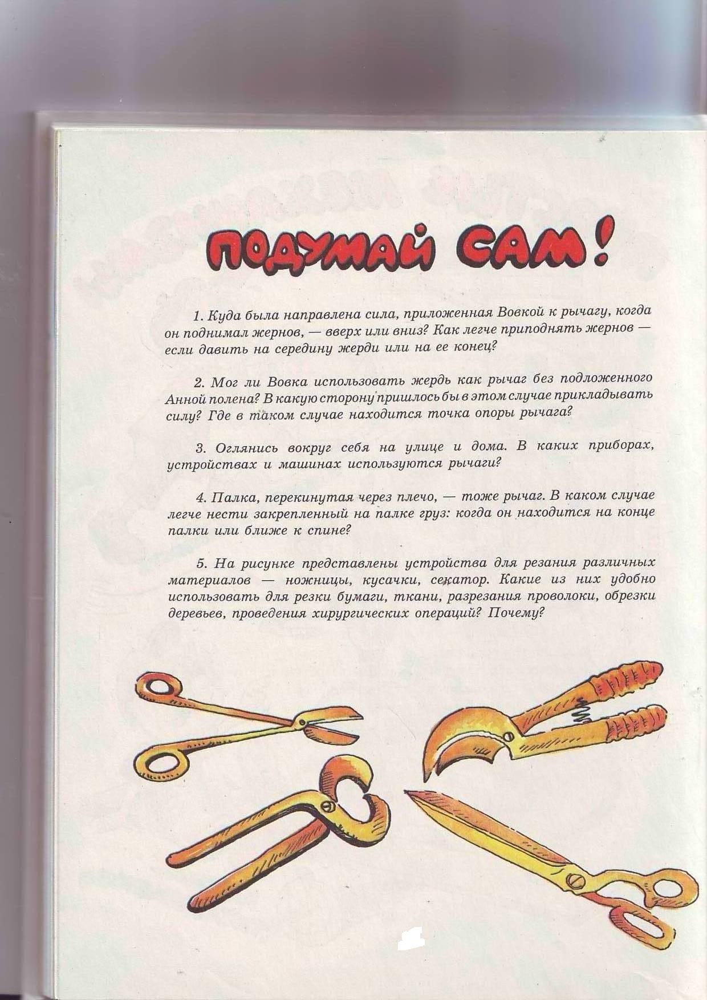 ПОДУМАЙ САМ!
1. Куда была направлена сила, приложенная Вовкой к рычагу, когда
он поднимал жернов, — вверх или вниз? Как легче приподнять жернов —
если давить на середину жерди или на ее конец?
2. Мог ли Вовка использовать жердь как рычаг без подложенного
Анной полена? В какую сторону пришлось бы в этом случае прикладывать
силу? Где в таком случае находится точка опоры рычага?
3. Оглянись вокруг себя на улице и дома. В каких приборах,
устройствах и машинах используются рычаги?
4. Палка, перекинутая через плечо, — тоже рычаг. В каком случае
легче нести закрепленный на палке груз: когда он находится на конце
палки или ближе к спине?
5. На рисунке представлены устройства для резания различных
материалов — ножницы, кусачки, секатор. Какие из них удобно
использовать для резки бумаги, ткани, разрезания проволоки, обрезки
деревьев, проведения хирургических операций? Почему?